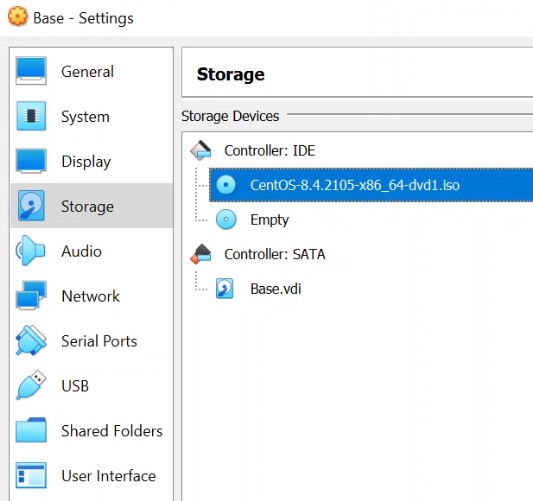 Base - Settings
General
System
Display
Storage
Audio
Network
Serial Ports
USB
Shared Folders
User Interface
Storage
Storage Devices
Controller: IDE
CentOS-8.4.2105-x86_64-dvd1.iso
Empty
Controller: SATA
Base.vdi